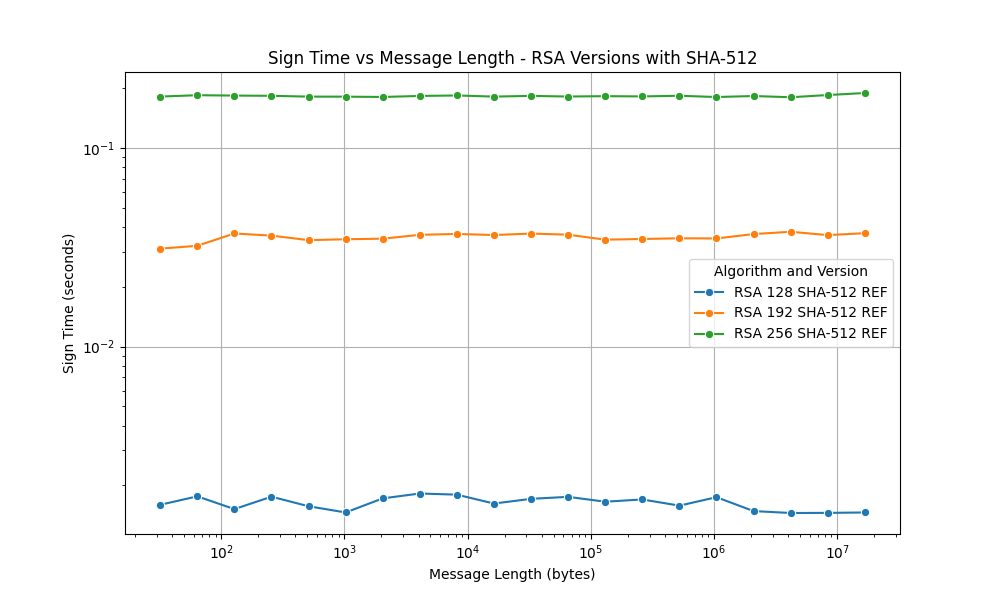 Sign Time vs Message Length - RSA Versions with SHA-512
Sign Time (seconds)
10⁻¹
10⁻²
Algorithm and Version
RSA 128 SHA-512 REF
RSA 192 SHA-512 REF
RSA 256 SHA-512 REF
10² 10³ 10⁴ 10⁵ 10⁶ 10⁷
Message Length (bytes)